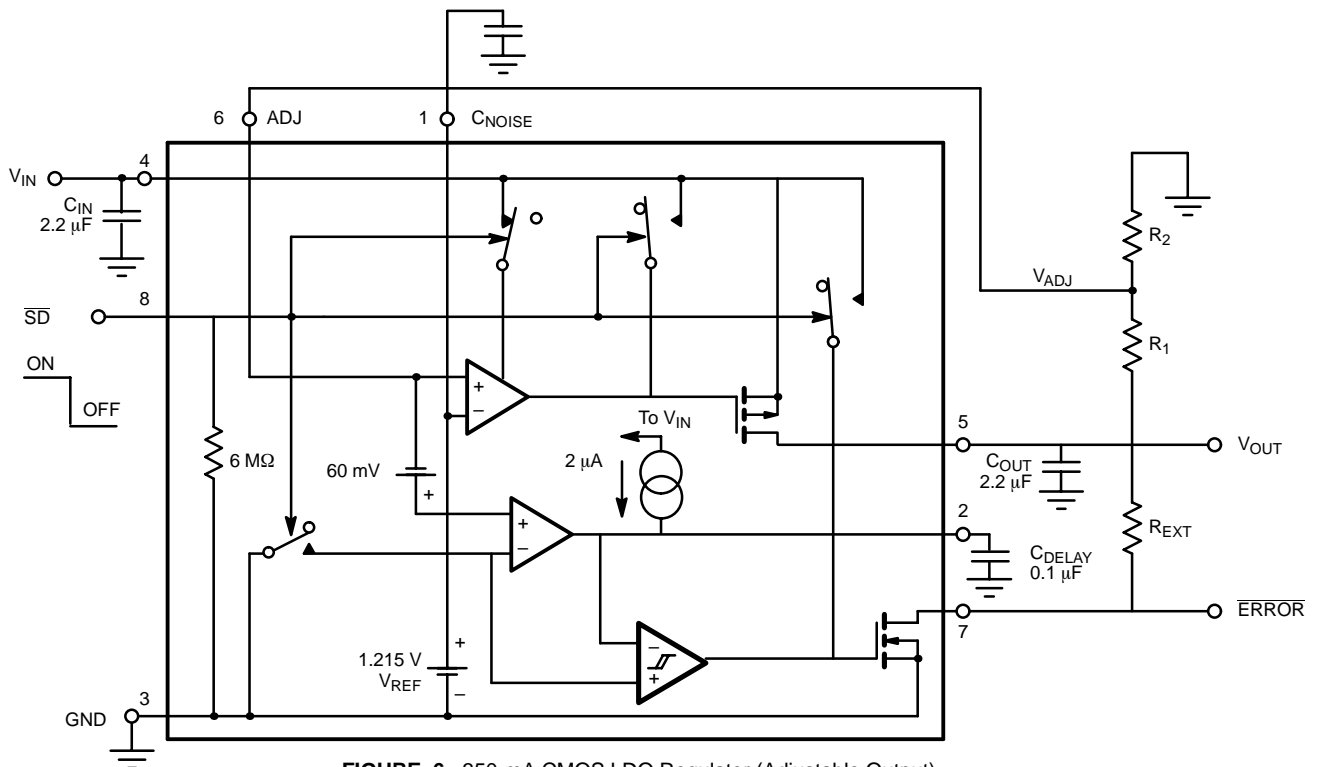 6 ADJ 1 CNOISE
VIN 4
CIN
2.2 μF
R2
VADJ
SD 8
R1
ON
OFF
+
−
To VIN
5
VOUT
6 MΩ
60 mV
+
2 μA
COUT
2.2 μF
+
−
2
REXT
CDELAY
0.1 μF
ERROR
7
−
+
+
1.215 V
VREF
−
3
GND
FIGURE 6. 250-mA CMOS LDO Regulator (Adjustable Output)